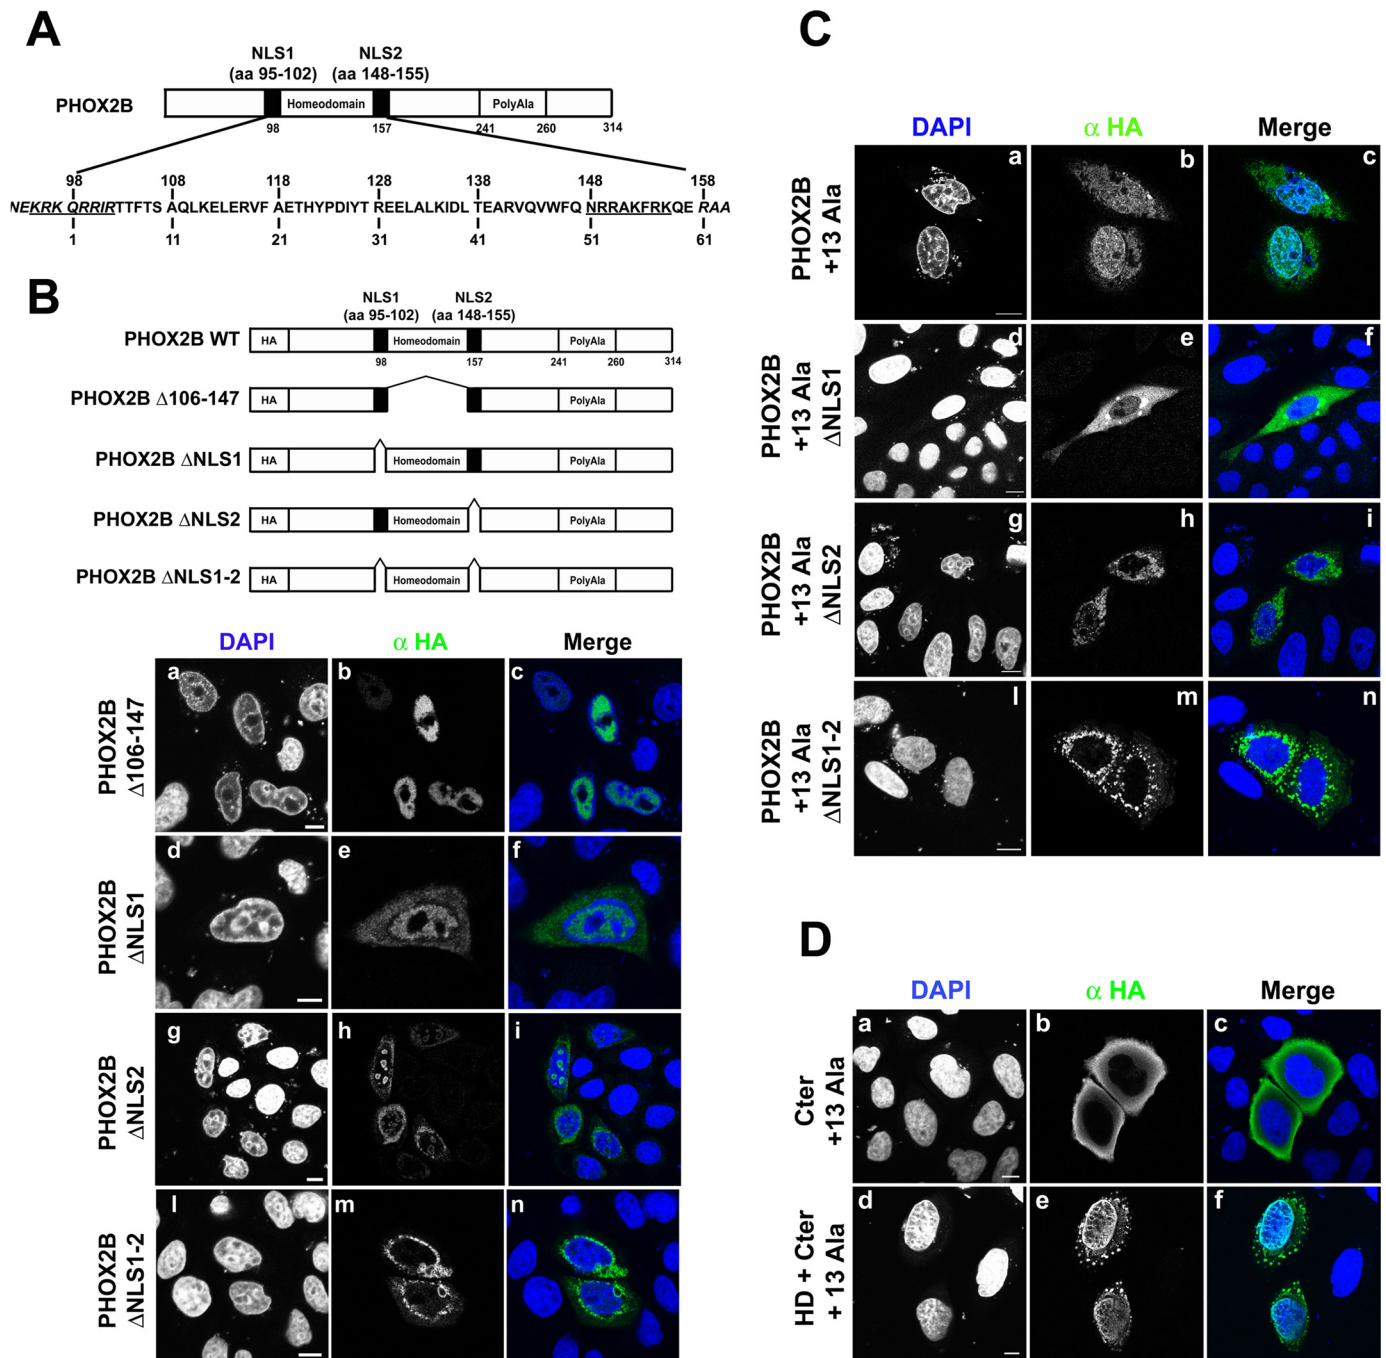 A
NLS1
(aa 95-102)
NLS2
(aa 148-155)
PHOX2B
Homeodomain
PolyAla
98
157
241
260
314
98 108 118 128 138 148 158
NEKRK QRRIRTTFTS AQLKELERVF AETHYPDIYT REELALKIDL TEARVQVWFQ NRRAKFRKQE RAA
1 11 21 31 41 51 61
B
NLS1
(aa 95-102)
NLS2
(aa 148-155)
PHOX2B WT
HA
Homeodomain
PolyAla
98
157
241
260
314
PHOX2B Δ106-147
HA
PolyAla
PHOX2B ΔNLS1
HA
Homeodomain
PolyAla
PHOX2B ΔNLS2
HA
Homeodomain
PolyAla
PHOX2B ΔNLS1-2
HA
Homeodomain
PolyAla
DAPI
α HA
Merge
PHOX2B
Δ106-147
a
b
c
PHOX2B
ΔNLS1
d
e
f
PHOX2B
ΔNLS2
g
h
i
PHOX2B
ΔNLS1-2
l
m
n
C
DAPI
α HA
Merge
PHOX2B
+13 Ala
a
b
c
PHOX2B
+13 Ala
ΔNLS1
d
e
f
PHOX2B
+13 Ala
ΔNLS2
g
h
i
PHOX2B
+13 Ala
ΔNLS1-2
l
m
n
D
DAPI
α HA
Merge
Cter
+13 Ala
a
b
c
HD + Cter
+ 13 Ala
d
e
f